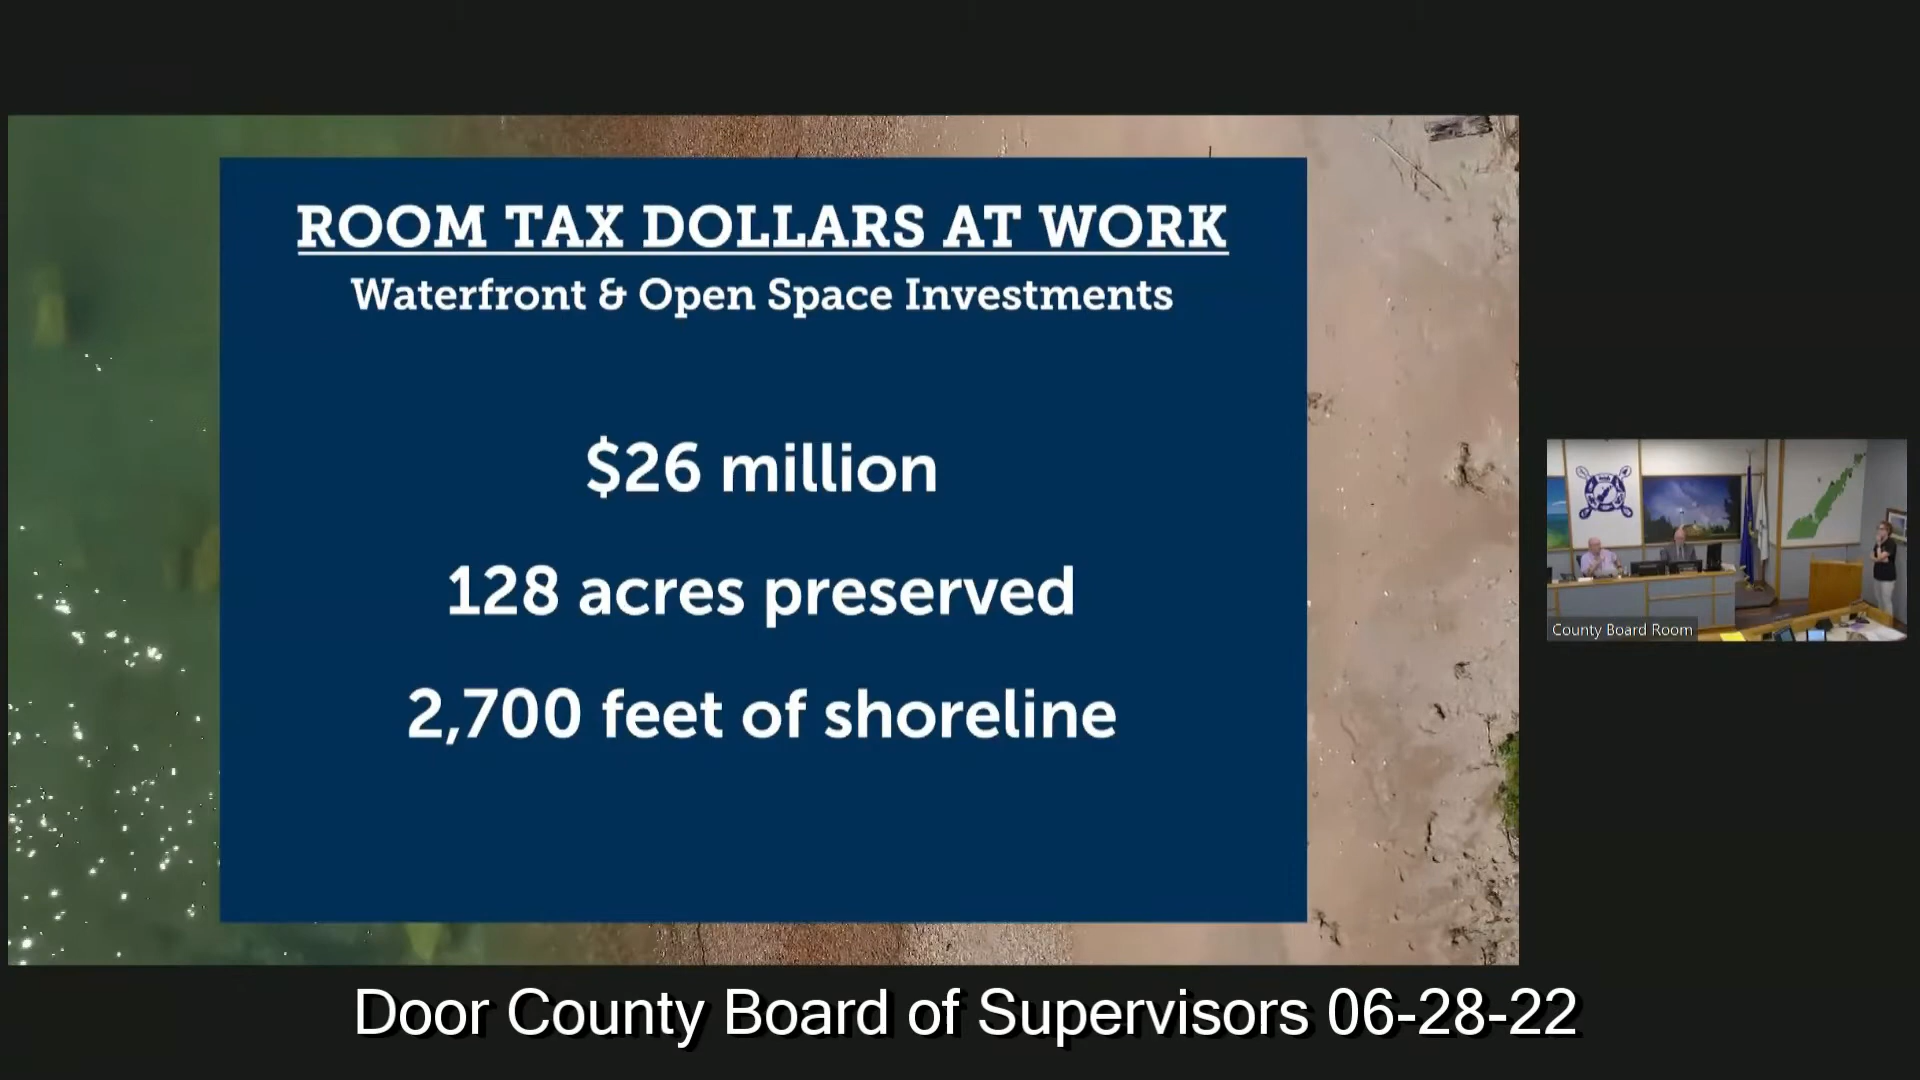 ROOM TAX DOLLARS AT WORK
Waterfront & Open Space Investments
$26 million
128 acres preserved
2,700 feet of shoreline
County Board Room
Door County Board of Supervisors 06-28-22